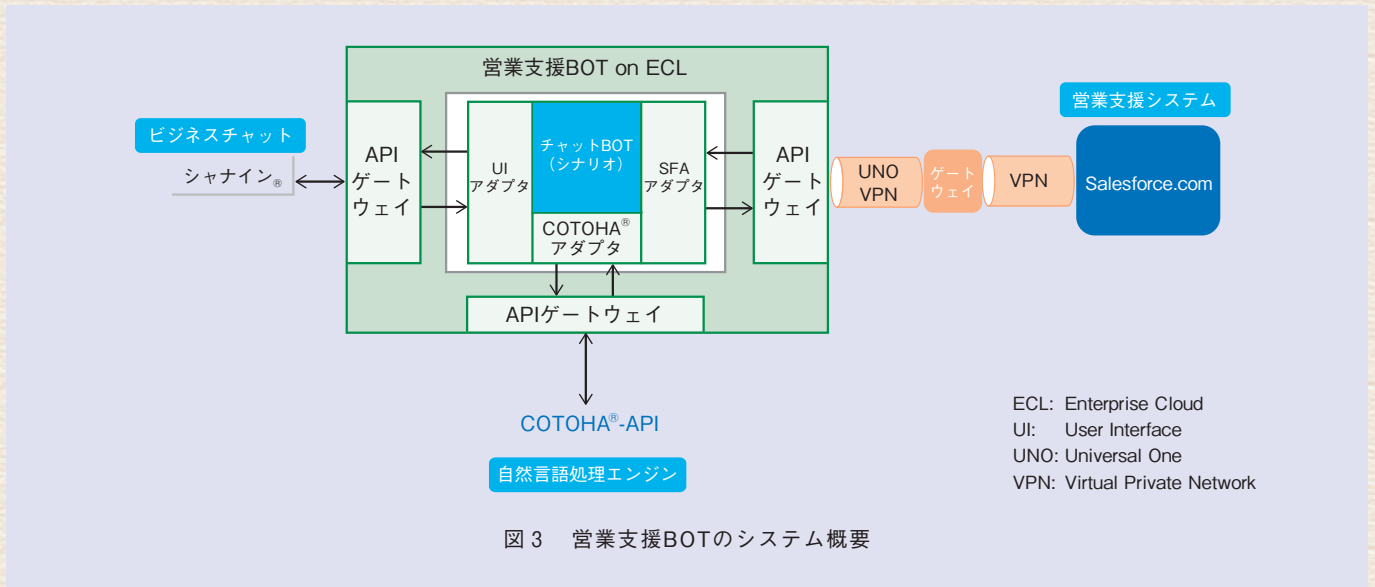 営業支援BOT on ECL
ビジネスチャット
シャナイン®
API
ゲート
ウェイ
UI
アダプタ
チャットBOT
(シナリオ)
COTOHA®
アダプタ
SFA
アダプタ
API
ゲート
ウェイ
UNO
VPN
ゲート
ウェイ
VPN
営業支援システム
Salesforce.com
APIゲートウェイ
COTOHA®-API
自然言語処理エンジン
ECL: Enterprise Cloud
UI: User Interface
UNO: Universal One
VPN: Virtual Private Network
図3 営業支援BOTのシステム概要